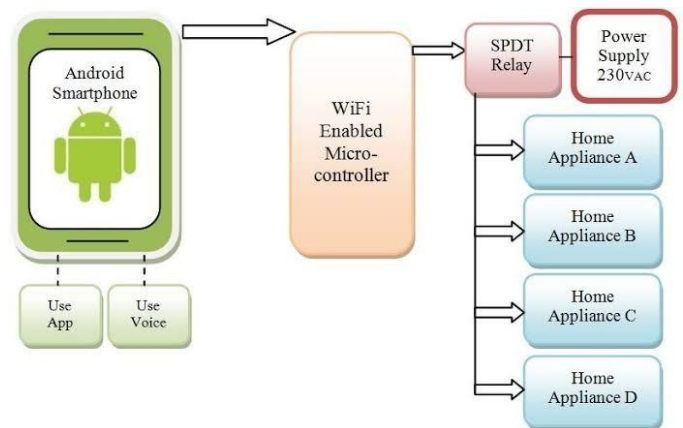 Android
Smartphone
Use
App
Use
Voice
WiFi
Enabled
Micro-
controller
SPDT
Relay
Power
Supply
230VAC
Home
Appliance A
Home
Appliance B
Home
Appliance C
Home
Appliance D